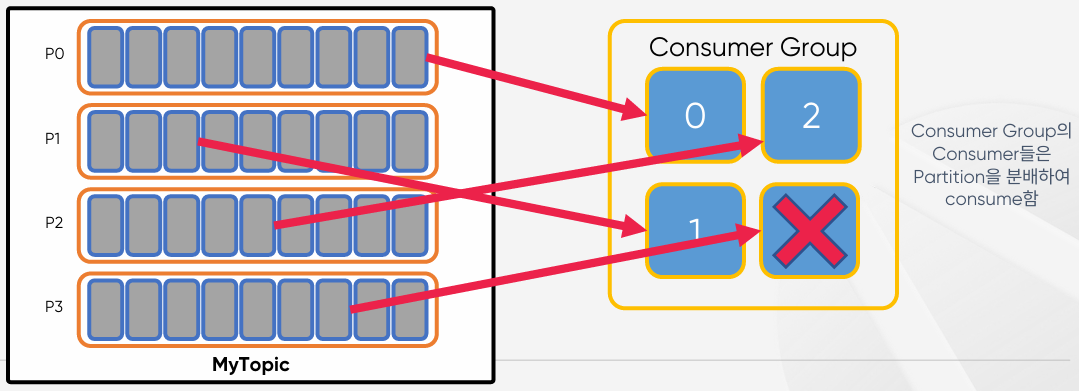 P0
P1
P2
P3
MyTopic
Consumer Group
0
2
1
Consumer Group의
Consumer들은
Partition을 분배하여
consume함